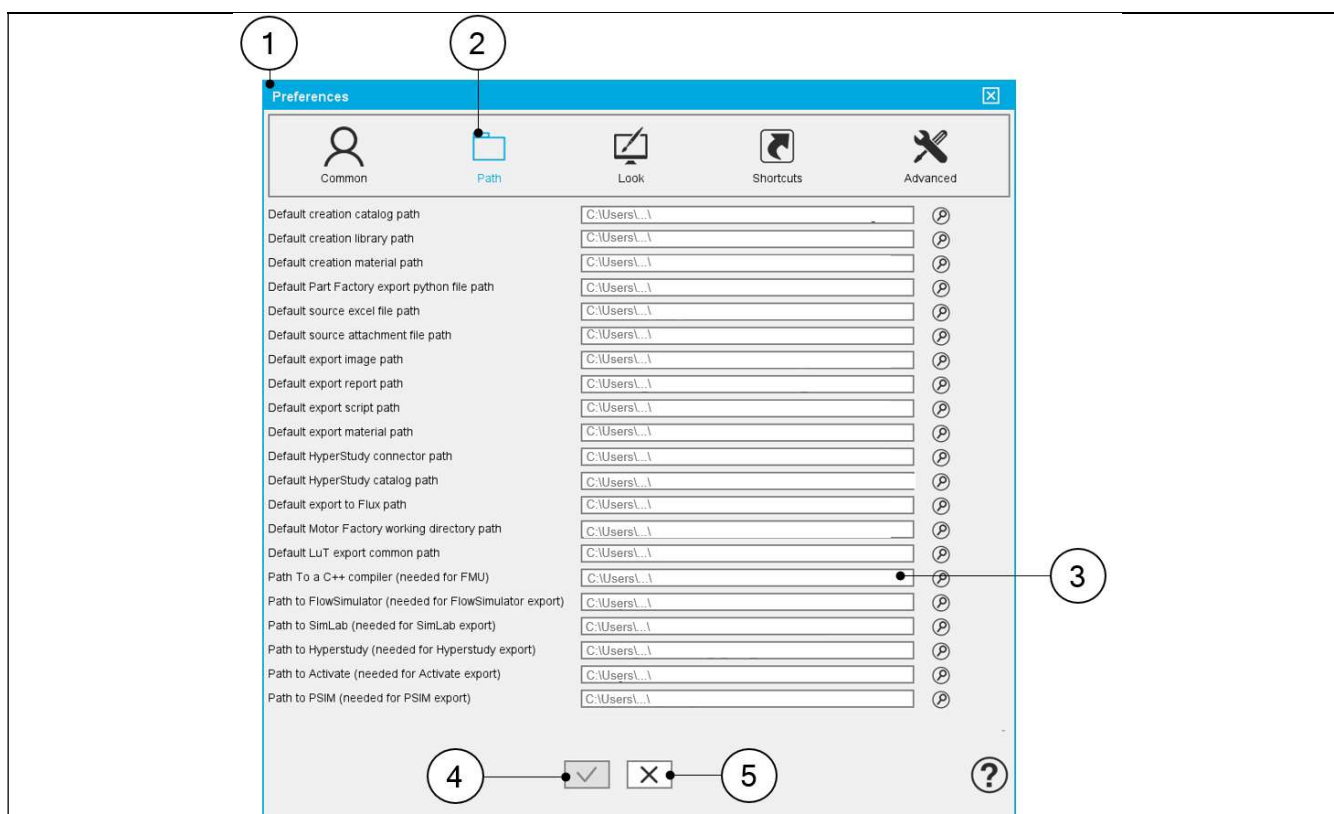 1
2
Preferences
Common
Path
Look
Shortcuts
Advanced
Default creation catalog path C:\Users\...\
Default creation library path C:\Users\...\
Default creation material path C:\Users\...\
Default Part Factory export python file path C:\Users\...\
Default source excel file path C:\Users\...\
Default source attachment file path C:\Users\...\
Default export image path C:\Users\...\
Default export report path C:\Users\...\
Default export script path C:\Users\...\
Default export material path C:\Users\...\
Default HyperStudy connector path C:\Users\...\
Default HyperStudy catalog path C:\Users\...\
Default export to Flux path C:\Users\...\
Default Motor Factory working directory path C:\Users\...\
Default LuT export common path C:\Users\...\
Path To a C++ compiler (needed for FMU) C:\Users\...\
3
Path to FlowSimulator (needed for FlowSimulator export) C:\Users\...\
Path to SimLab (needed for SimLab export) C:\Users\...\
Path to Hyperstudy (needed for Hyperstudy export) C:\Users\...\
Path to Activate (needed for Activate export) C:\Users\...\
Path to PSIM (needed for PSIM export) C:\Users\...\
4
5
?